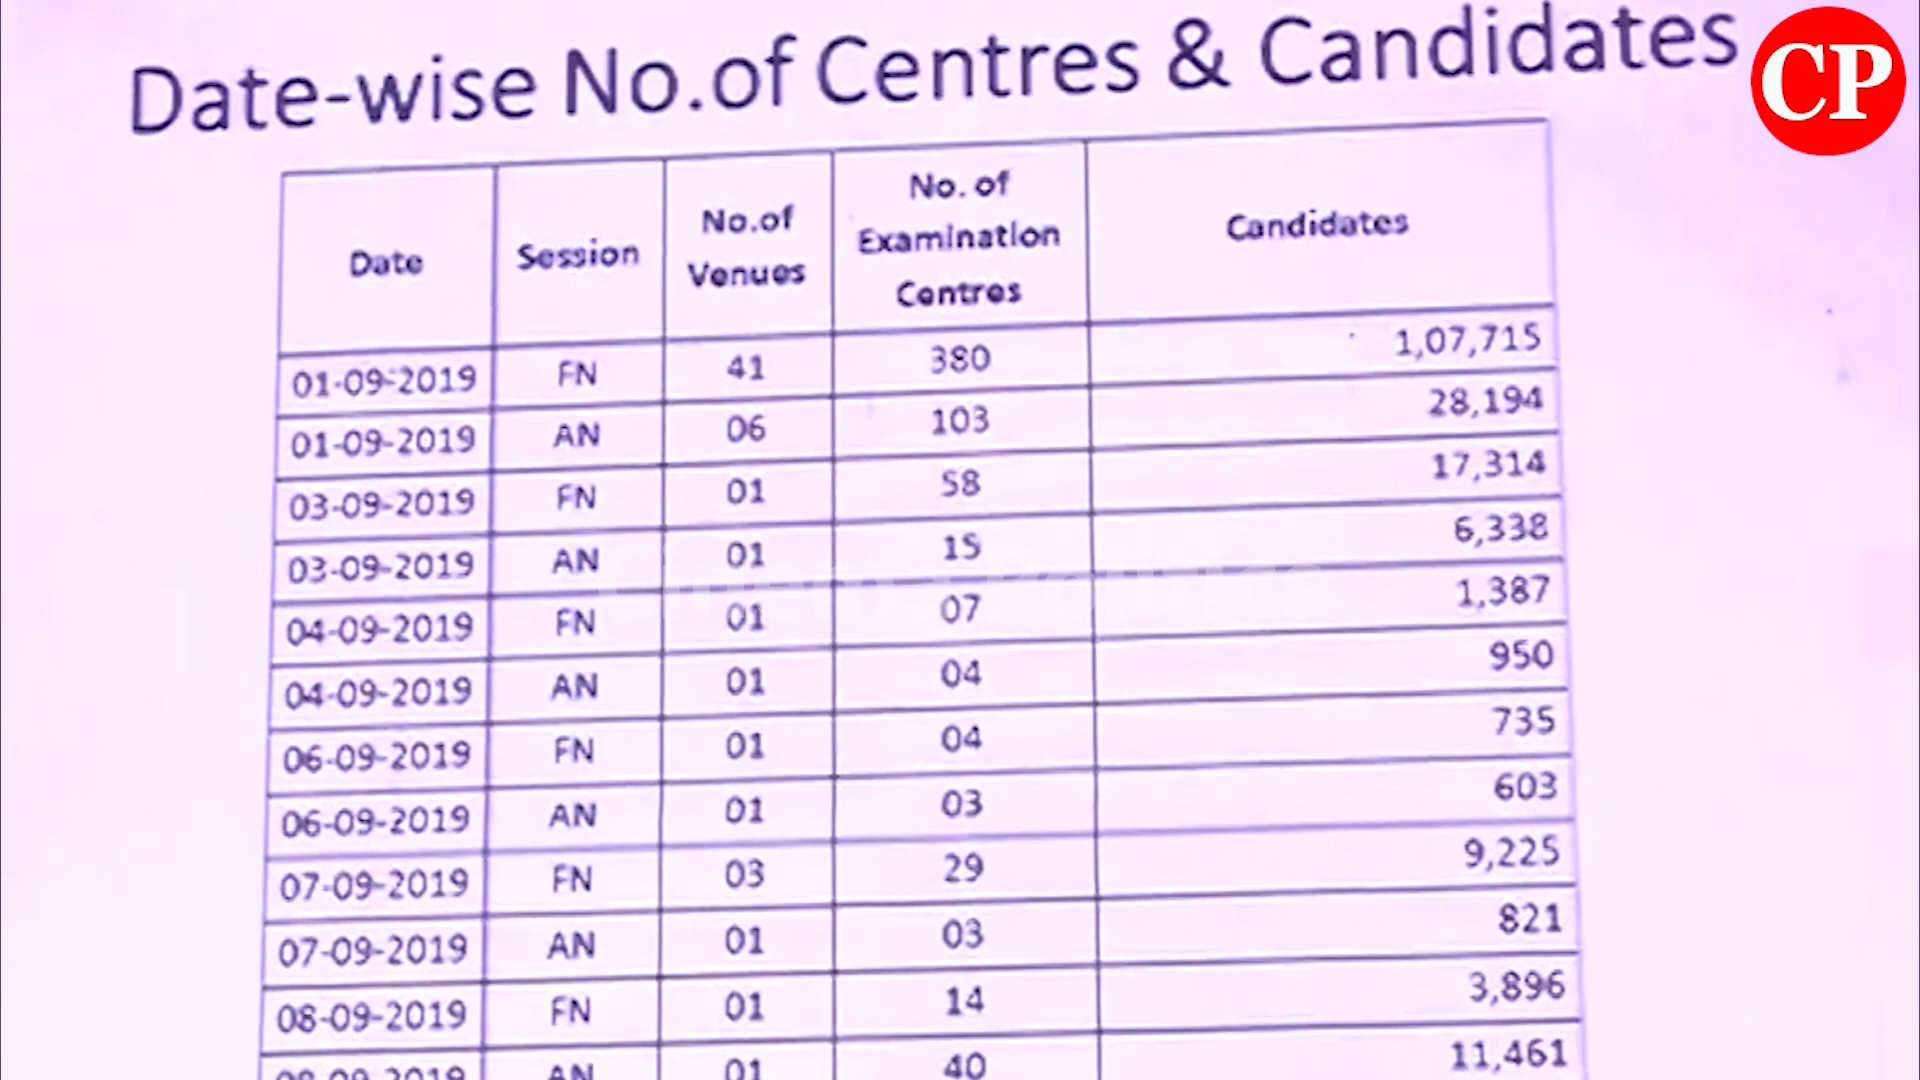 Date-wise No.of Centres & Candidates
CP
Date Session No.of Venues No. of Examination Centres Candidates
01-09-2019 FN 41 380 1,07,715
01-09-2019 AN 06 103 28,194
03-09-2019 FN 01 58 17,314
03-09-2019 AN 01 15 6,338
04-09-2019 FN 01 07 1,387
04-09-2019 AN 01 04 950
06-09-2019 FN 01 04 735
06-09-2019 AN 01 03 603
07-09-2019 FN 03 29 9,225
07-09-2019 AN 01 03 821
08-09-2019 FN 01 14 3,896
08-09-2019 AN 01 40 11,461